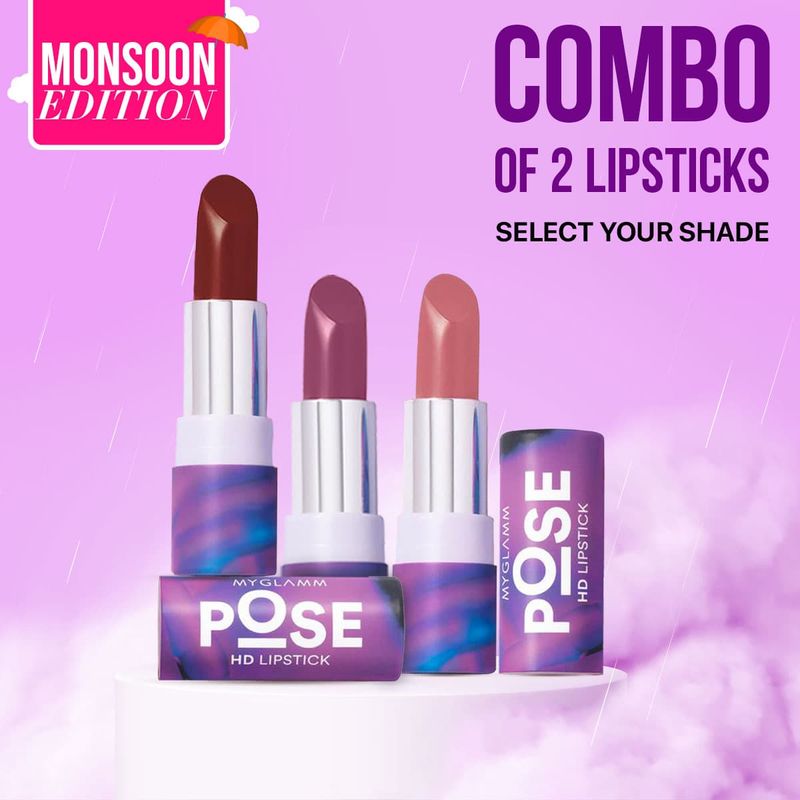 MONSOON
EDITION
COMBO
OF 2 LIPSTICKS
SELECT YOUR SHADE
MYGLAMM
POSE
HD LIPSTICK
MYGLAMM
POSE
HD LIPSTICK